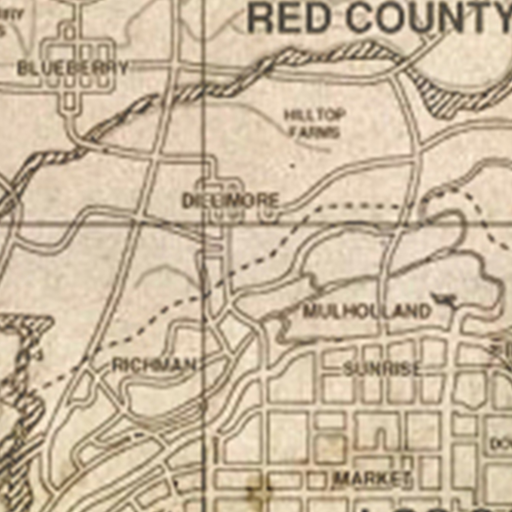 RED COUNTY
BLUEBERRY
HILLTOP
FARMS
DILLIMORE
MULHOLLAND
RICHMAN
SUNRISE
MARKET